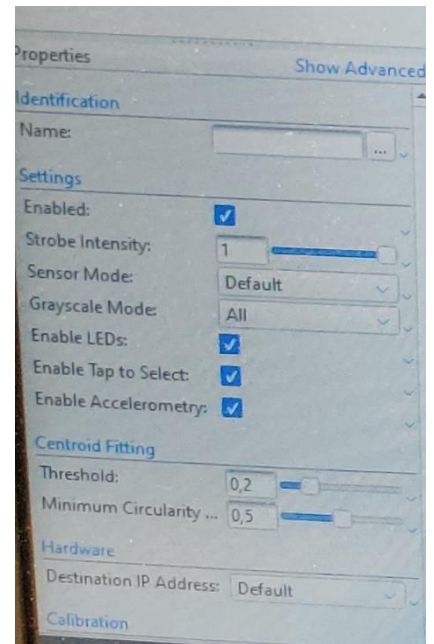 Properties
Show Advanced
Identification
Name: ...
Settings
Enabled:
Strobe Intensity: 1
Sensor Mode: Default
Grayscale Mode: All
Enable LEDs:
Enable Tap to Select:
Enable Accelerometry:
Centroid Fitting
Threshold: 0,2
Minimum Circularity ... 0,5
Hardware
Destination IP Address: Default
Calibration